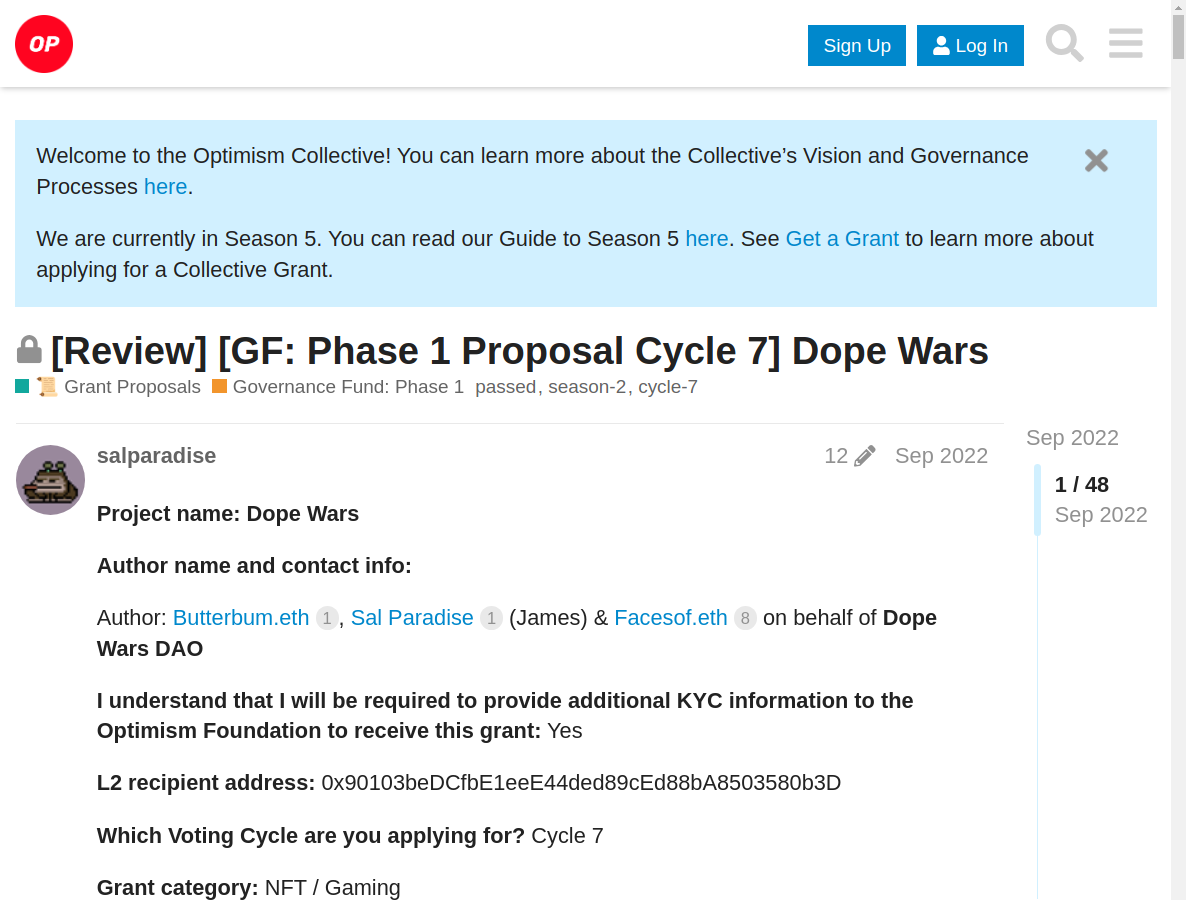 OP
Sign Up
Log In
Welcome to the Optimism Collective! You can learn more about the Collective’s Vision and Governance
Processes here.
We are currently in Season 5. You can read our Guide to Season 5 here. See Get a Grant to learn more about
applying for a Collective Grant.
[Review] [GF: Phase 1 Proposal Cycle 7] Dope Wars
Grant Proposals Governance Fund: Phase 1 passed, season-2, cycle-7
salparadise 12 Sep 2022
Sep 2022
1 / 48
Sep 2022
Project name: Dope Wars
Author name and contact info:
Author: Butterbum.eth 1, Sal Paradise 1 (James) & Facesof.eth 8 on behalf of Dope
Wars DAO
I understand that I will be required to provide additional KYC information to the
Optimism Foundation to receive this grant: Yes
L2 recipient address: 0x90103beDCfbE1eeE44ded89cEd88bA8503580b3D
Which Voting Cycle are you applying for? Cycle 7
Grant category: NFT / Gaming